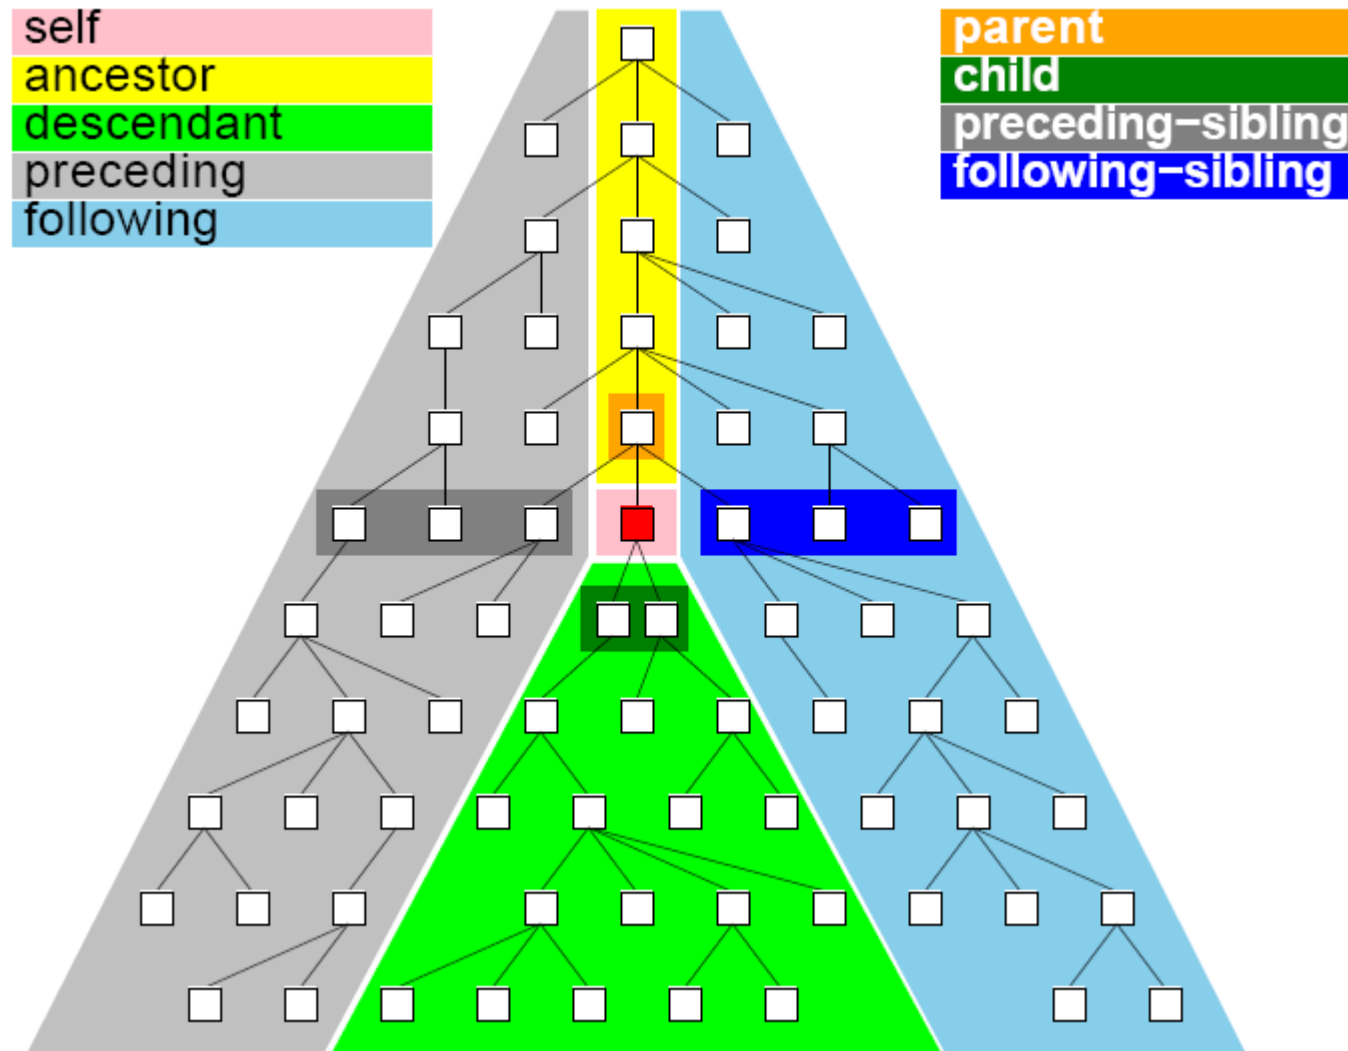 self
ancestor
descendant
preceding
following
parent
child
preceding−sibling
following−sibling